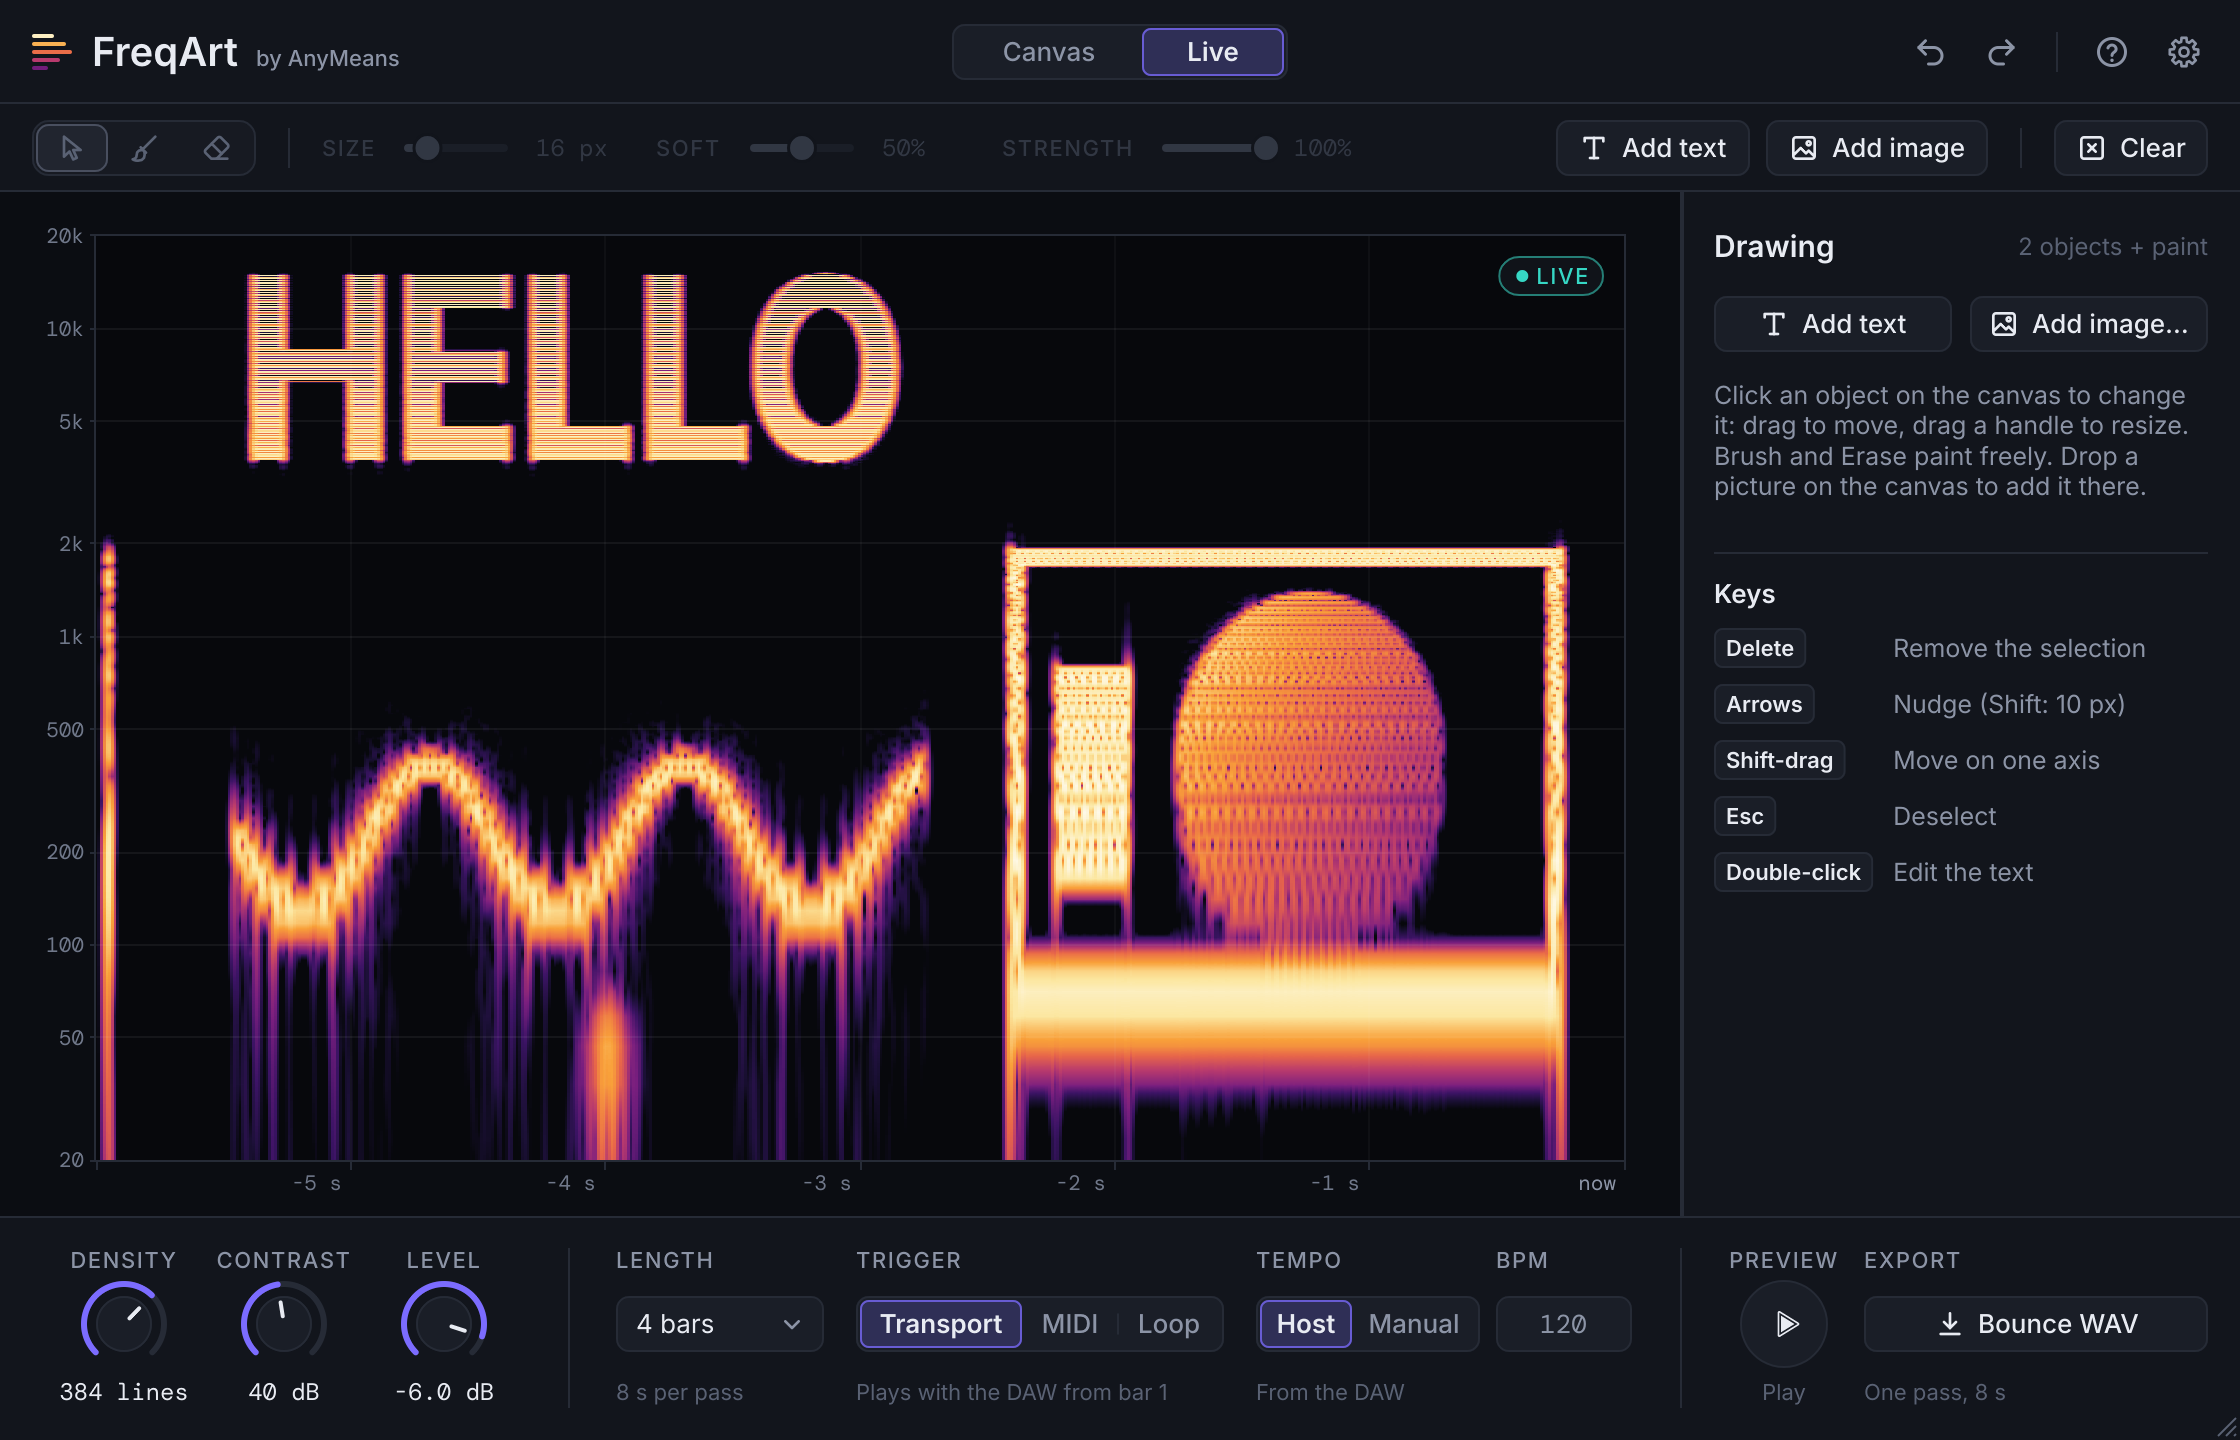 FreqArt by AnyMeans
Canvas Live
SIZE 16 px SOFT 50% STRENGTH 100%
Add text Add image Clear
20k
10k
5k
2k
1k
500
200
100
50
20
HELLO
LIVE
-5 s -4 s -3 s -2 s -1 s now
Drawing 2 objects + paint
Add text Add image...
Click an object on the canvas to change
it: drag to move, drag a handle to resize.
Brush and Erase paint freely. Drop a
picture on the canvas to add it there.
Keys
Delete Remove the selection
Arrows Nudge (Shift: 10 px)
Shift-drag Move on one axis
Esc Deselect
Double-click Edit the text
DENSITY CONTRAST LEVEL LENGTH TRIGGER TEMPO BPM PREVIEW EXPORT
4 bars Transport MIDI Loop Host Manual 120 Bounce WAV
384 lines 40 dB -6.0 dB 8 s per pass Plays with the DAW from bar 1 From the DAW Play One pass, 8 s